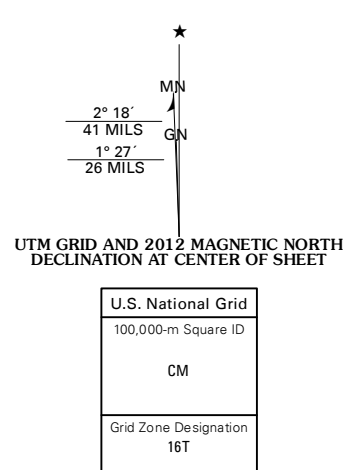 ★
MN
2° 18´
41 MILS
GN
1° 27´
26 MILS
UTM GRID AND 2012 MAGNETIC NORTH
DECLINATION AT CENTER OF SHEET
U.S. National Grid
100,000-m Square ID
CM
Grid Zone Designation
16T